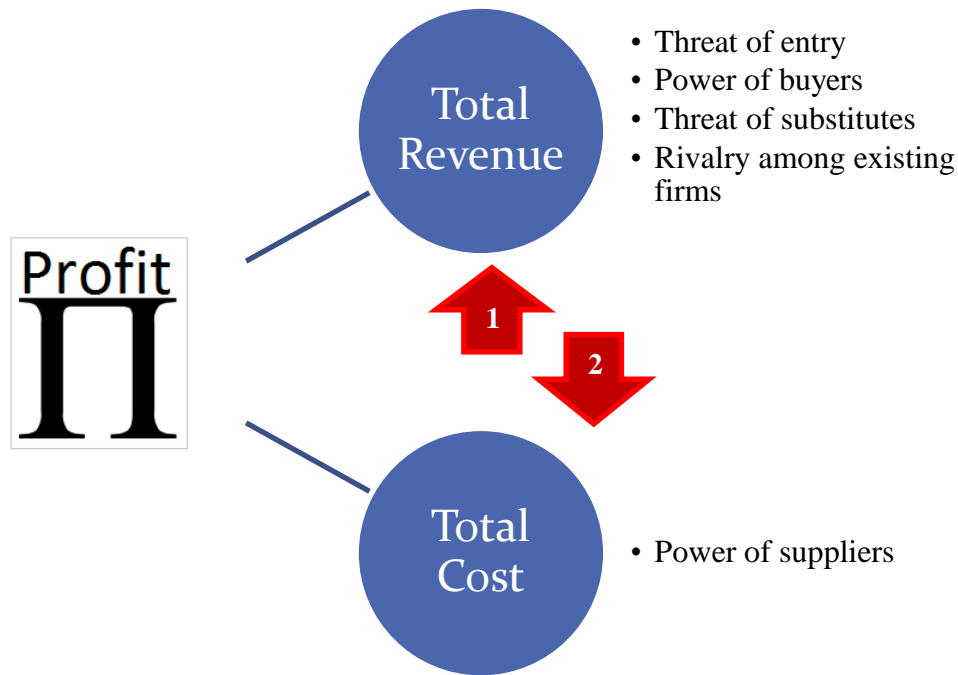 Total
Revenue
• Threat of entry
• Power of buyers
• Threat of substitutes
• Rivalry among existing
firms
Profit
Π
1
2
Total
Cost
• Power of suppliers